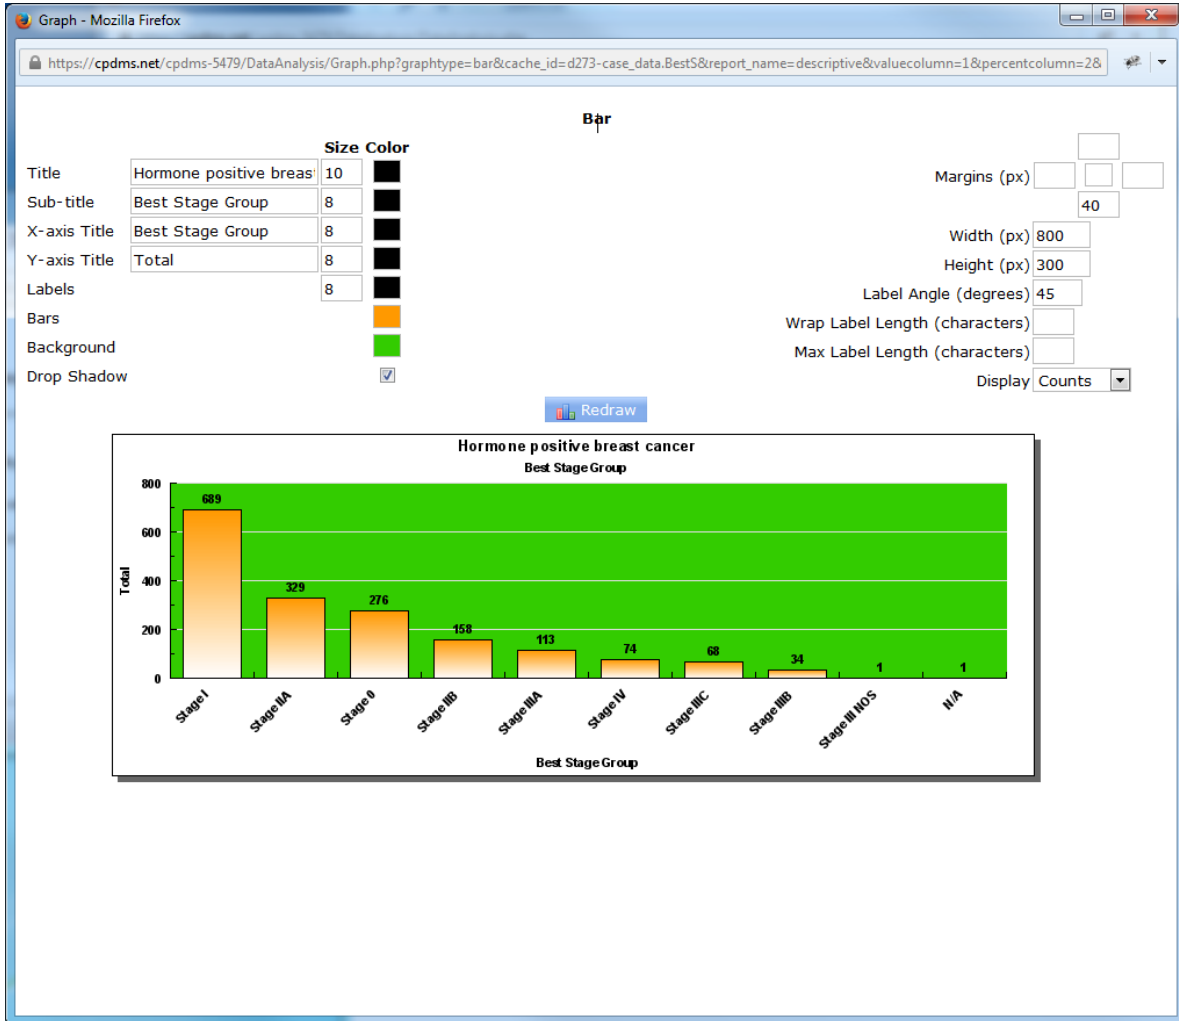 Graph - Mozilla Firefox
https://cpdms.net/cpdms-5479/DataAnalysis/Graph.php?graphtype=bar&cache_id=d273-case_data.BestS&report_name=descriptive&valuecolumn=1&percentcolumn=2&
Bar
Size Color
Title Hormone positive breas 10
Sub-title Best Stage Group 8
X-axis Title Best Stage Group 8
Y-axis Title Total 8
Labels 8
Bars
Background
Drop Shadow
Margins (px)
40
Width (px) 800
Height (px) 300
Label Angle (degrees) 45
Wrap Label Length (characters)
Max Label Length (characters)
Display Counts
Redraw
Hormone positive breast cancer
Best Stage Group
Total
800
600
400
200
0
689
329
276
158
113
74
68
34
1
1
Stage I
Stage IIA
Stage 0
Stage IIB
Stage IIIA
Stage IV
Stage IIIC
Stage IIIB
Stage III NOS
N/A
Best Stage Group